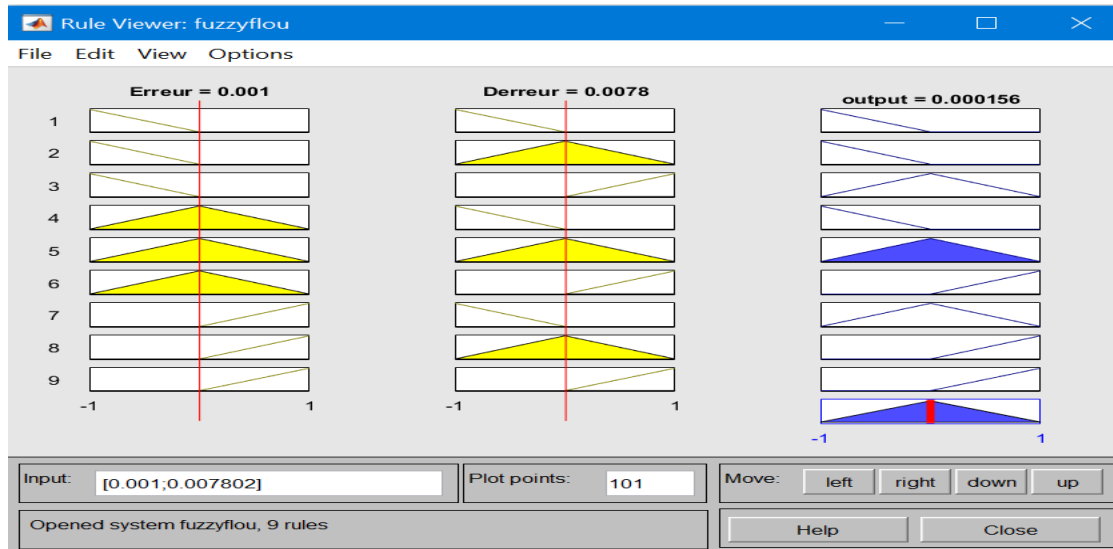 Rule Viewer: fuzzyflou
File Edit View Options
Erreur = 0.001
Derreur = 0.0078
output = 0.000156
1
2
3
4
5
6
7
8
9
-1 1
-1 1
-1 1
Input: [0.001;0.007802]
Plot points: 101
Move: left right down up
Opened system fuzzyflou, 9 rules
Help Close